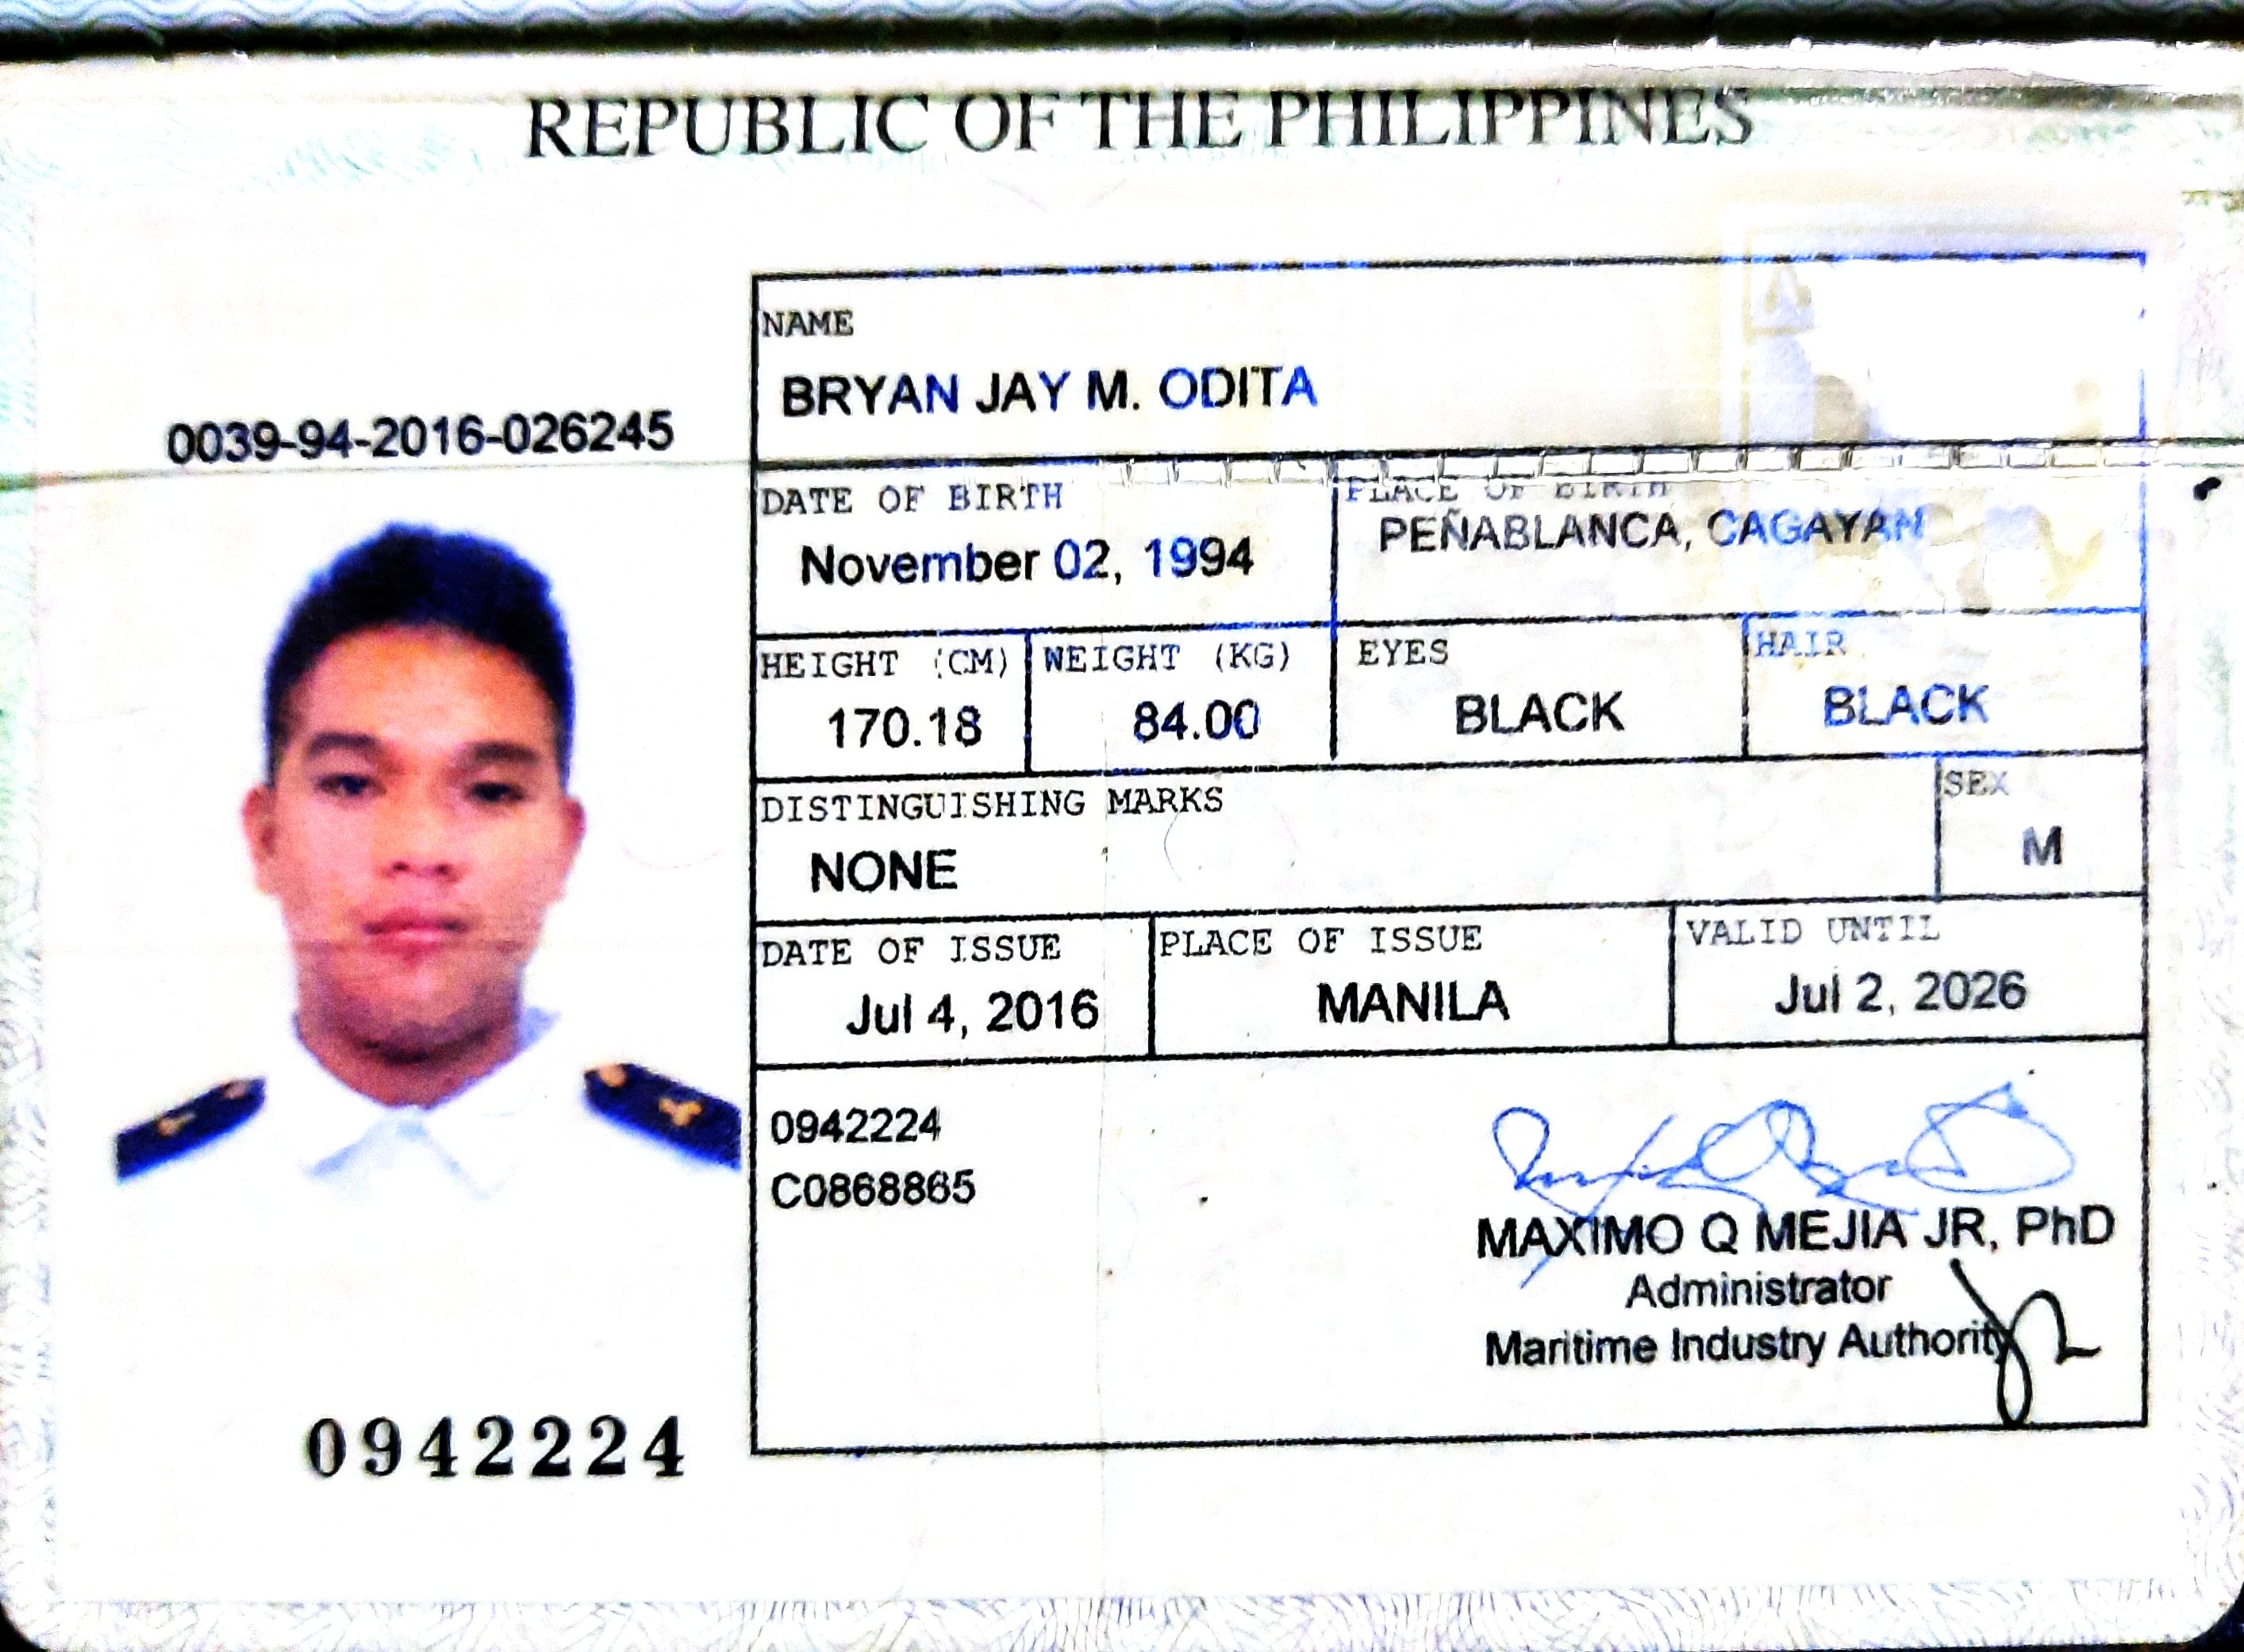 REPUBLIC OF THE PHILIPPINES
0039-94-2016-026245
NAME
BRYAN JAY M. ODITA
DATE OF BIRTH
November 02, 1994
PLACE OF BIRTH
PEÑABLANCA, CAGAYAN
HEIGHT (CM)
170.18
WEIGHT (KG)
84.00
EYES
BLACK
HAIR
BLACK
DISTINGUISHING MARKS
NONE
SEX
M
DATE OF ISSUE
Jul 4, 2016
PLACE OF ISSUE
MANILA
VALID UNTIL
Jul 2, 2026
0942224
C0868865
MAXIMO Q MEJIA JR, PhD
Administrator
Maritime Industry Authority
0942224